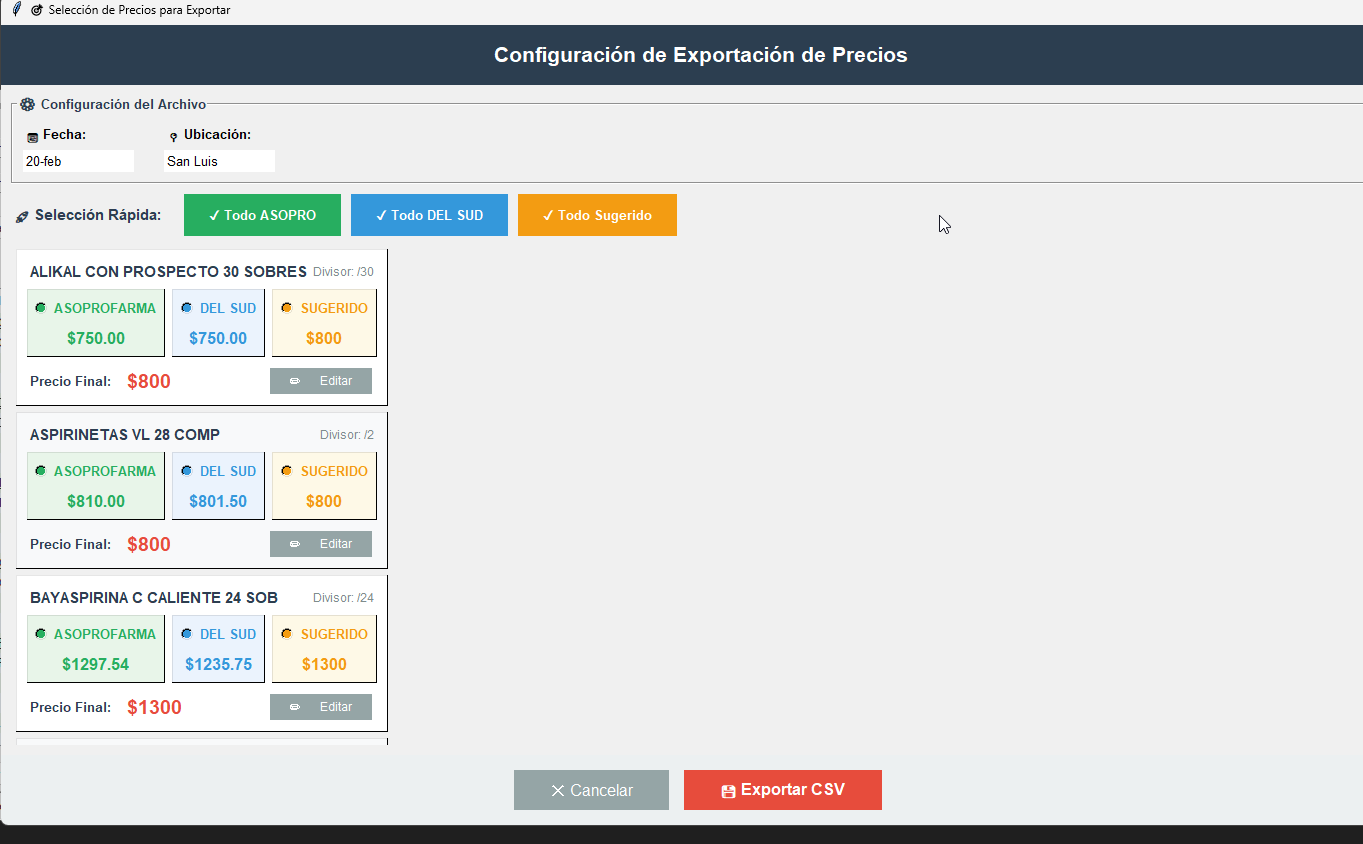 Selección de Precios para Exportar
Configuración de Exportación de Precios
Configuración del Archivo
Fecha: Ubicación:
20-feb San Luis
Selección Rápida: ✓ Todo ASOPRO ✓ Todo DEL SUD ✓ Todo Sugerido
ALIKAL CON PROSPECTO 30 SOBRES Divisor: /30
ASOPROFARMA DEL SUD SUGERIDO
$750.00 $750.00 $800
Precio Final: $800 Editar
ASPIRINETAS VL 28 COMP Divisor: /2
ASOPROFARMA DEL SUD SUGERIDO
$810.00 $801.50 $800
Precio Final: $800 Editar
BAYASPIRINA C CALIENTE 24 SOB Divisor: /24
ASOPROFARMA DEL SUD SUGERIDO
$1297.54 $1235.75 $1300
Precio Final: $1300 Editar
Cancelar Exportar CSV